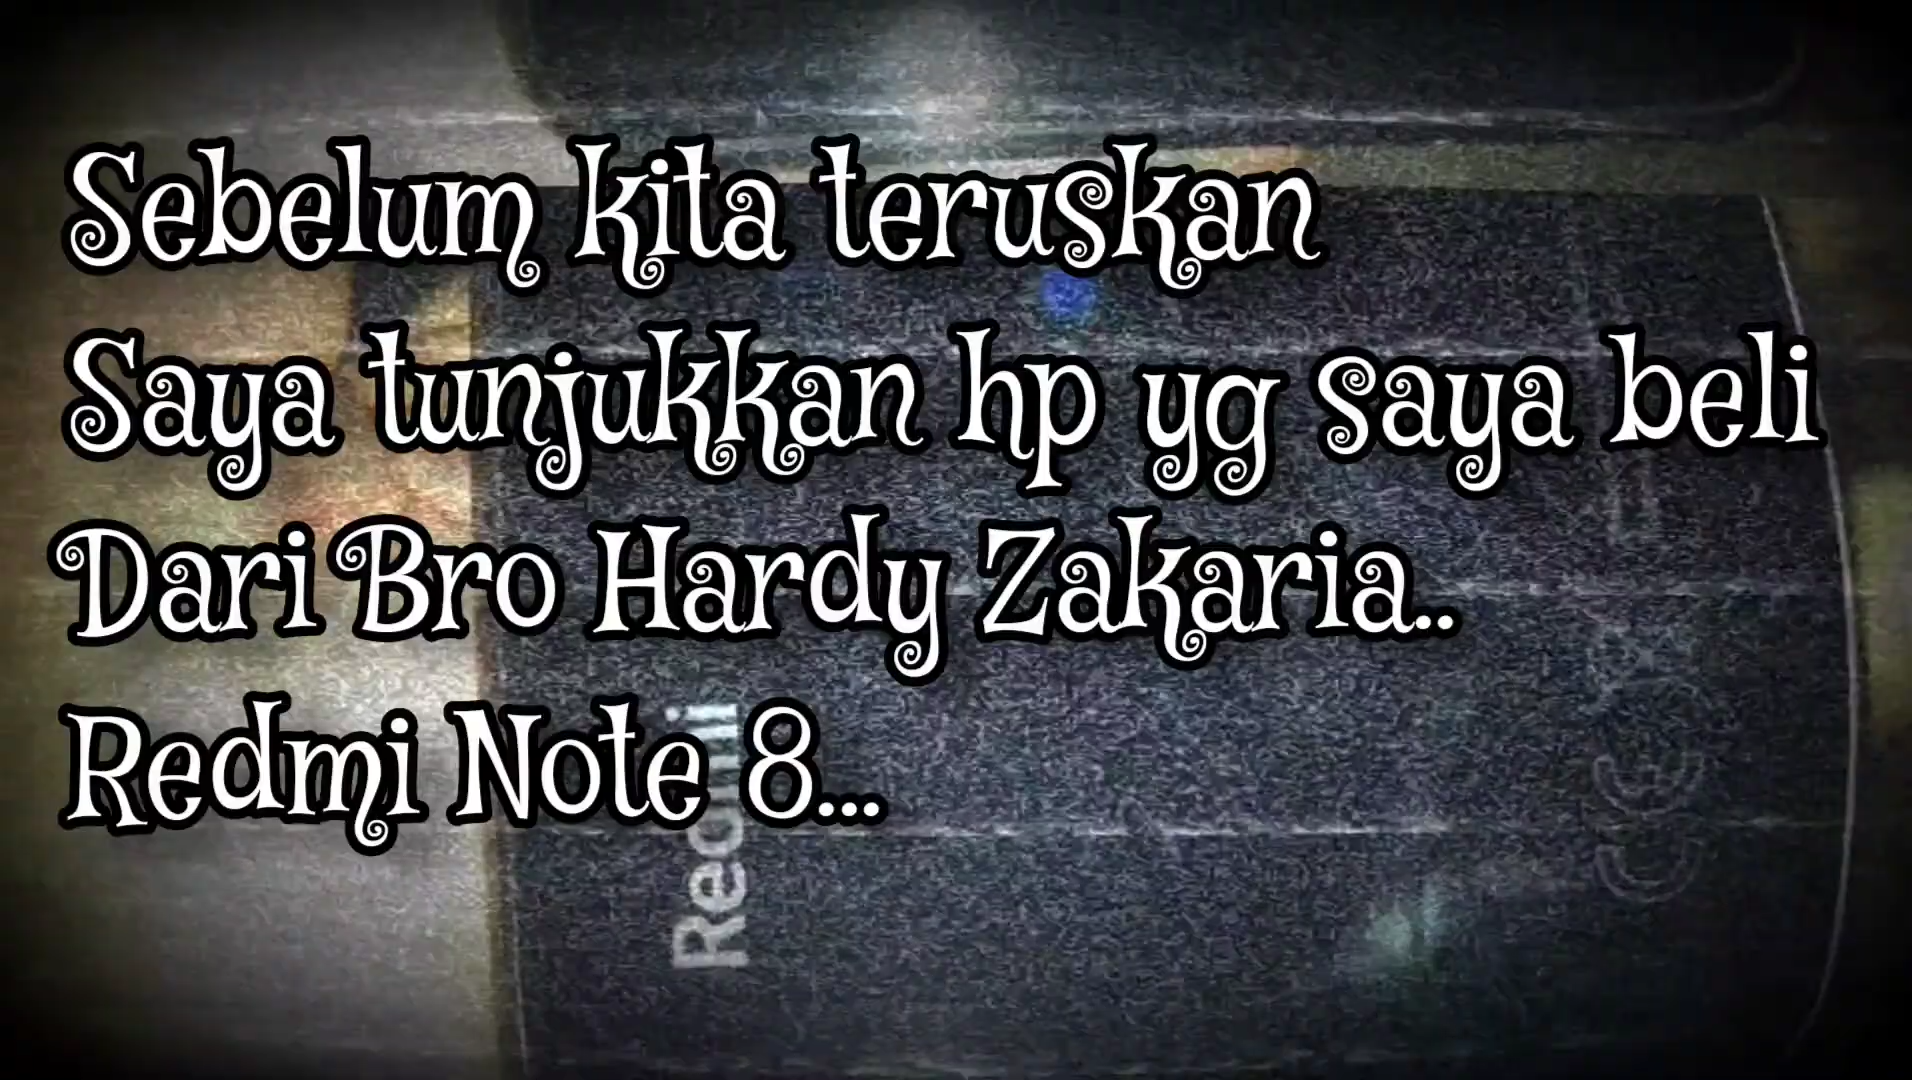 Sebelum kita teruskan
Saya tunjukkan hp yg saya beli
Dari Bro Hardy Zakaria..
Redmi Note 8...
Redmi